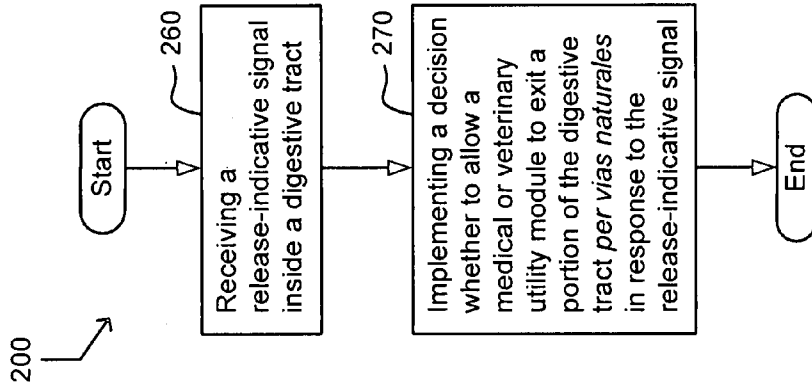 200
Start
260
Receiving a
release-indicative signal
inside a digestive tract
270
Implementing a decision
whether to allow a
medical or veterinary
utility module to exit a
portion of the digestive
tract per vias naturales
in response to the
release-indicative signal
End